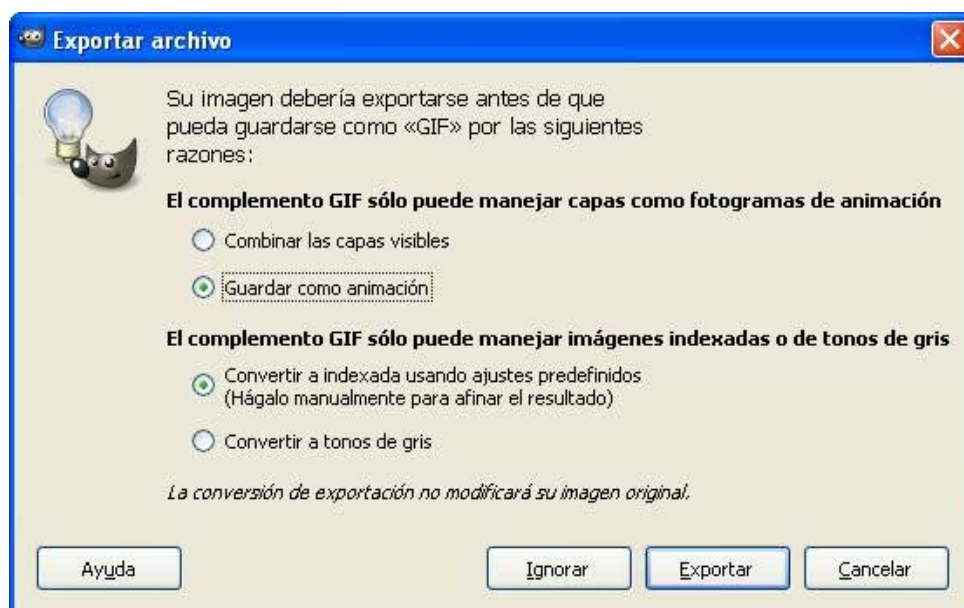 Exportar archivo
Su imagen debería exportarse antes de que
pueda guardarse como «GIF» por las siguientes
razones:
El complemento GIF sólo puede manejar capas como fotogramas de animación
Combinar las capas visibles
Guardar como animación
El complemento GIF sólo puede manejar imágenes indexadas o de tonos de gris
Convertir a indexada usando ajustes predefinidos
(Hágalo manualmente para afinar el resultado)
Convertir a tonos de gris
La conversión de exportación no modificará su imagen original.
Ayuda
Ignorar
Exportar
Cancelar